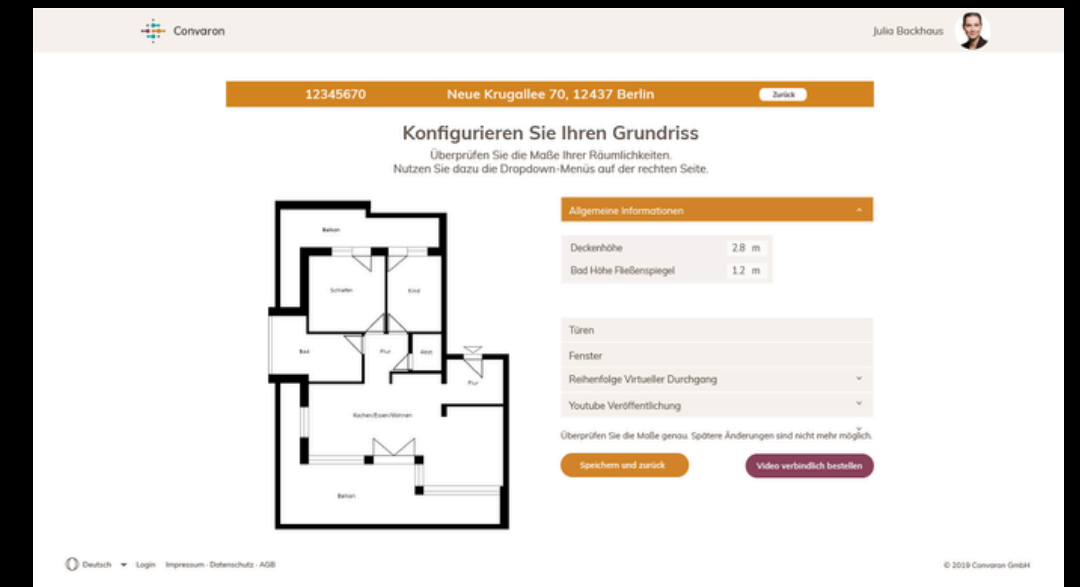 Convaron
Julia Backhaus
12345670 Neue Krugallee 70, 12437 Berlin Zurück
Konfigurieren Sie Ihren Grundriss
Überprüfen Sie die Maße Ihrer Räumlichkeiten.
Nutzen Sie dazu die Dropdown-Menüs auf der rechten Seite.
Balkon
Schlafen
Kind
Bad
Flur
Abst
Flur
Kochen/Essen/Wohnen
Balkon
Allgemeine Informationen
Deckenhöhe 2.8 m
Bad Höhe Fließenspiegel 1.2 m
Türen
Fenster
Reihenfolge Virtueller Durchgang
Youtube Veröffentlichung
Überprüfen Sie die Maße genau. Spätere Änderungen sind nicht mehr möglich.
Speichern und zurück
Video verbindlich bestellen
Deutsch Login Impressum · Datenschutz · AGB
© 2019 Convaron GmbH